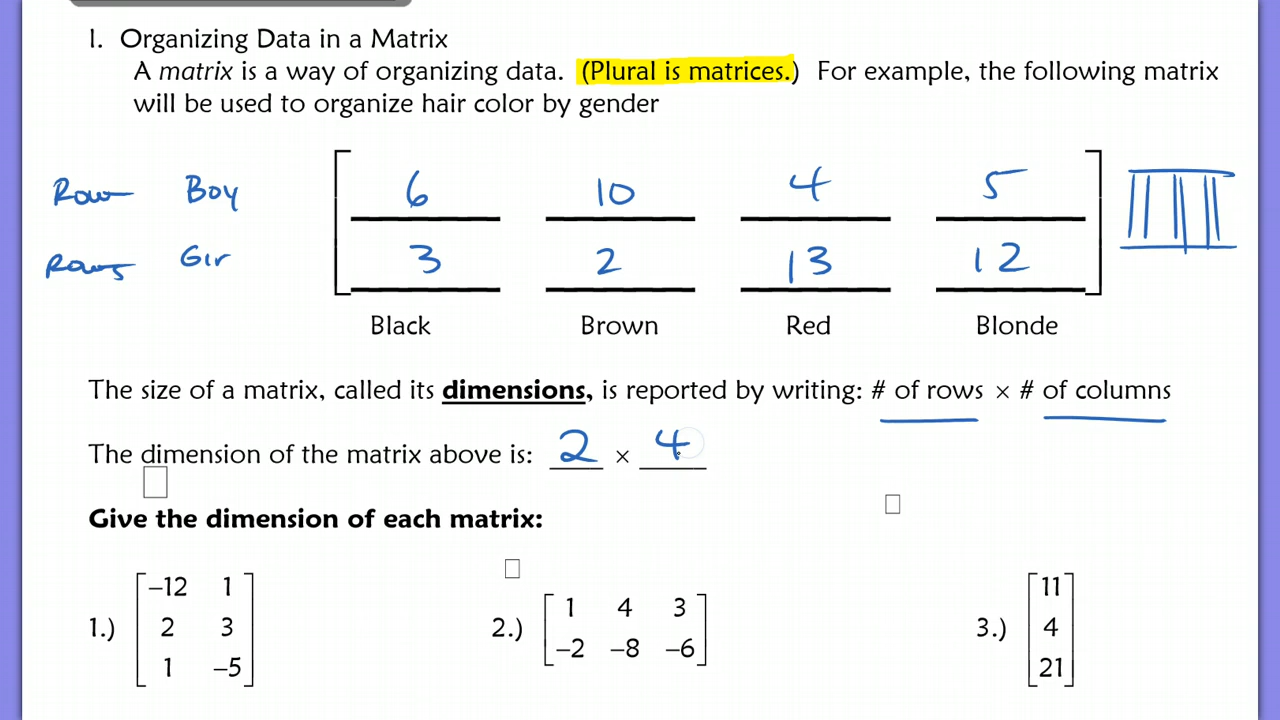 1. Organizing Data in a Matrix
A matrix is a way of organizing data. (Plural is matrices.) For example, the following matrix
will be used to organize hair color by gender
Row Boy 6 10 4 5
Rows Gir 3 2 13 12
Black Brown Red Blonde
The size of a matrix, called its dimensions, is reported by writing: # of rows × # of columns
The dimension of the matrix above is: 2 × 4
Give the dimension of each matrix:
1.) [−12 1
2 3
1 −5]
2.) [1 4 3
−2 −8 −6]
3.) [11
4
21]